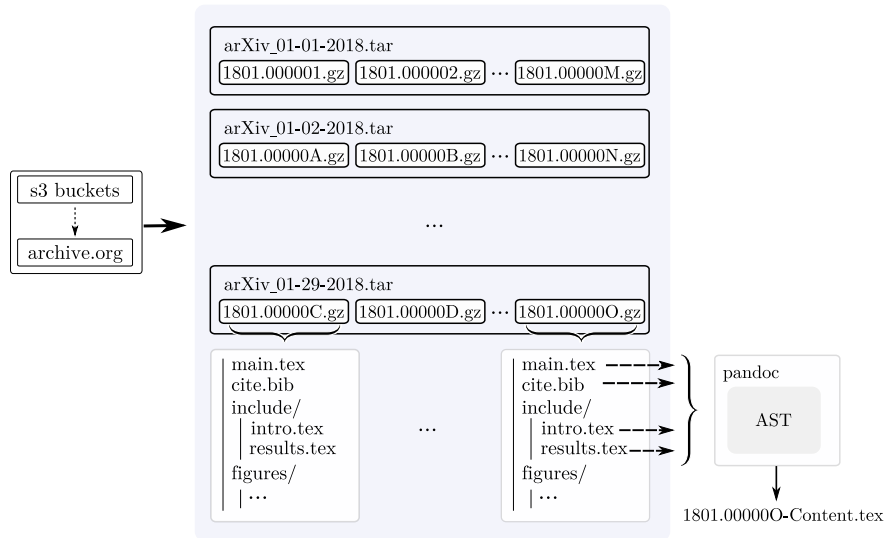 arXiv_01-01-2018.tar
1801.000001.gz 1801.000002.gz ... 1801.00000M.gz
arXiv_01-02-2018.tar
1801.00000A.gz 1801.00000B.gz ... 1801.00000N.gz
s3 buckets
archive.org
...
arXiv_01-29-2018.tar
1801.00000C.gz 1801.00000D.gz ... 1801.00000O.gz
main.tex
cite.bib
include/
intro.tex
results.tex
figures/
...
...
main.tex
cite.bib
include/
intro.tex
results.tex
figures/
...
pandoc
AST
1801.00000O-Content.tex